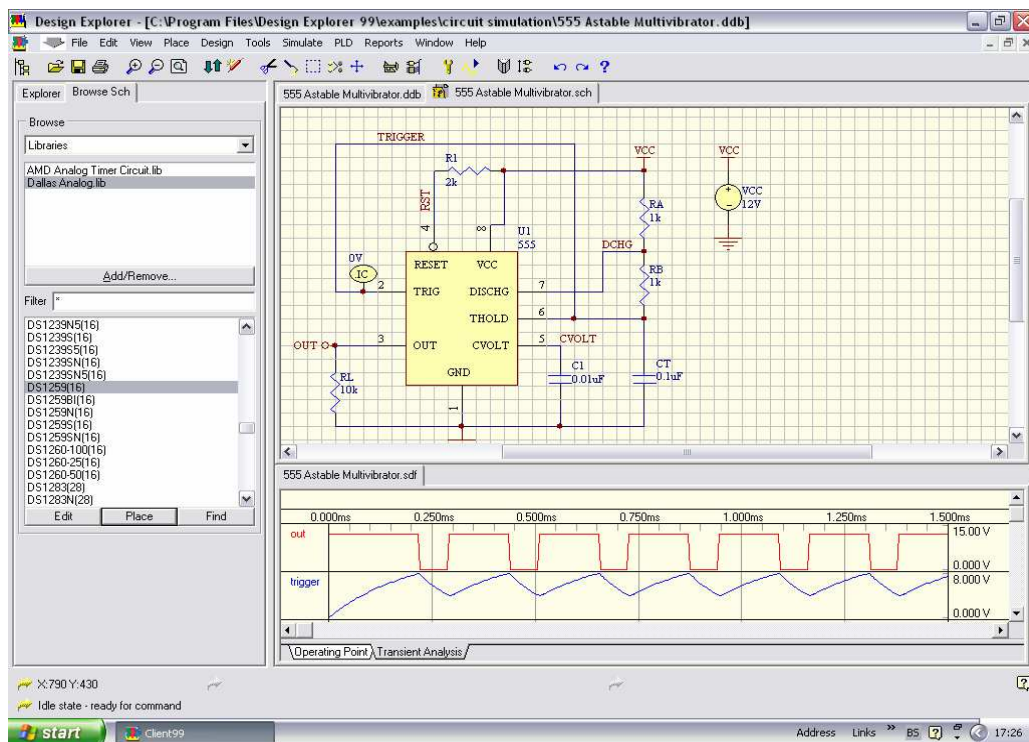 Design Explorer - [C:\Program Files\Design Explorer 99\examples\circuit simulation\555 Astable Multivibrator.ddb]
File Edit View Place Design Tools Simulate PLD Reports Window Help
Explorer Browse Sch
555 Astable Multivibrator.ddb 555 Astable Multivibrator.sch
Browse
Libraries
AMD Analog Timer Circuit.lib
Dallas Analog.lib
Add/Remove...
Filter *
DS1239N5(16)
DS1239S(16)
DS1239S5(16)
DS1239SN(16)
DS1239SN5(16)
DS1259(16)
DS1259BI(16)
DS1259N(16)
DS1259S(16)
DS1259SN(16)
DS1260-100(16)
DS1260-25(16)
DS1260-50(16)
DS1283(28)
DS1283N(28)
Edit Place Find
TRIGGER
R1
2k
RST
4
8
U1
555
VCC
RA
1k
DCHG
RB
1k
VCC
VCC
12V
0V
IC
RESET VCC
2 TRIG DISCHG 7
THOLD 6
OUT 3 OUT CVOLT 5 CVOLT
GND
1
RL
10k
C1
0.01uF
CT
0.1uF
555 Astable Multivibrator.sdf
0.000ms 0.250ms 0.500ms 0.750ms 1.000ms 1.250ms 1.500ms
out
15.00 V
0.000 V
trigger
8.000 V
0.000 V
Operating Point Transient Analysis
X:790 Y:430
Idle state - ready for command
start Client99 Address Links » BS 17:26